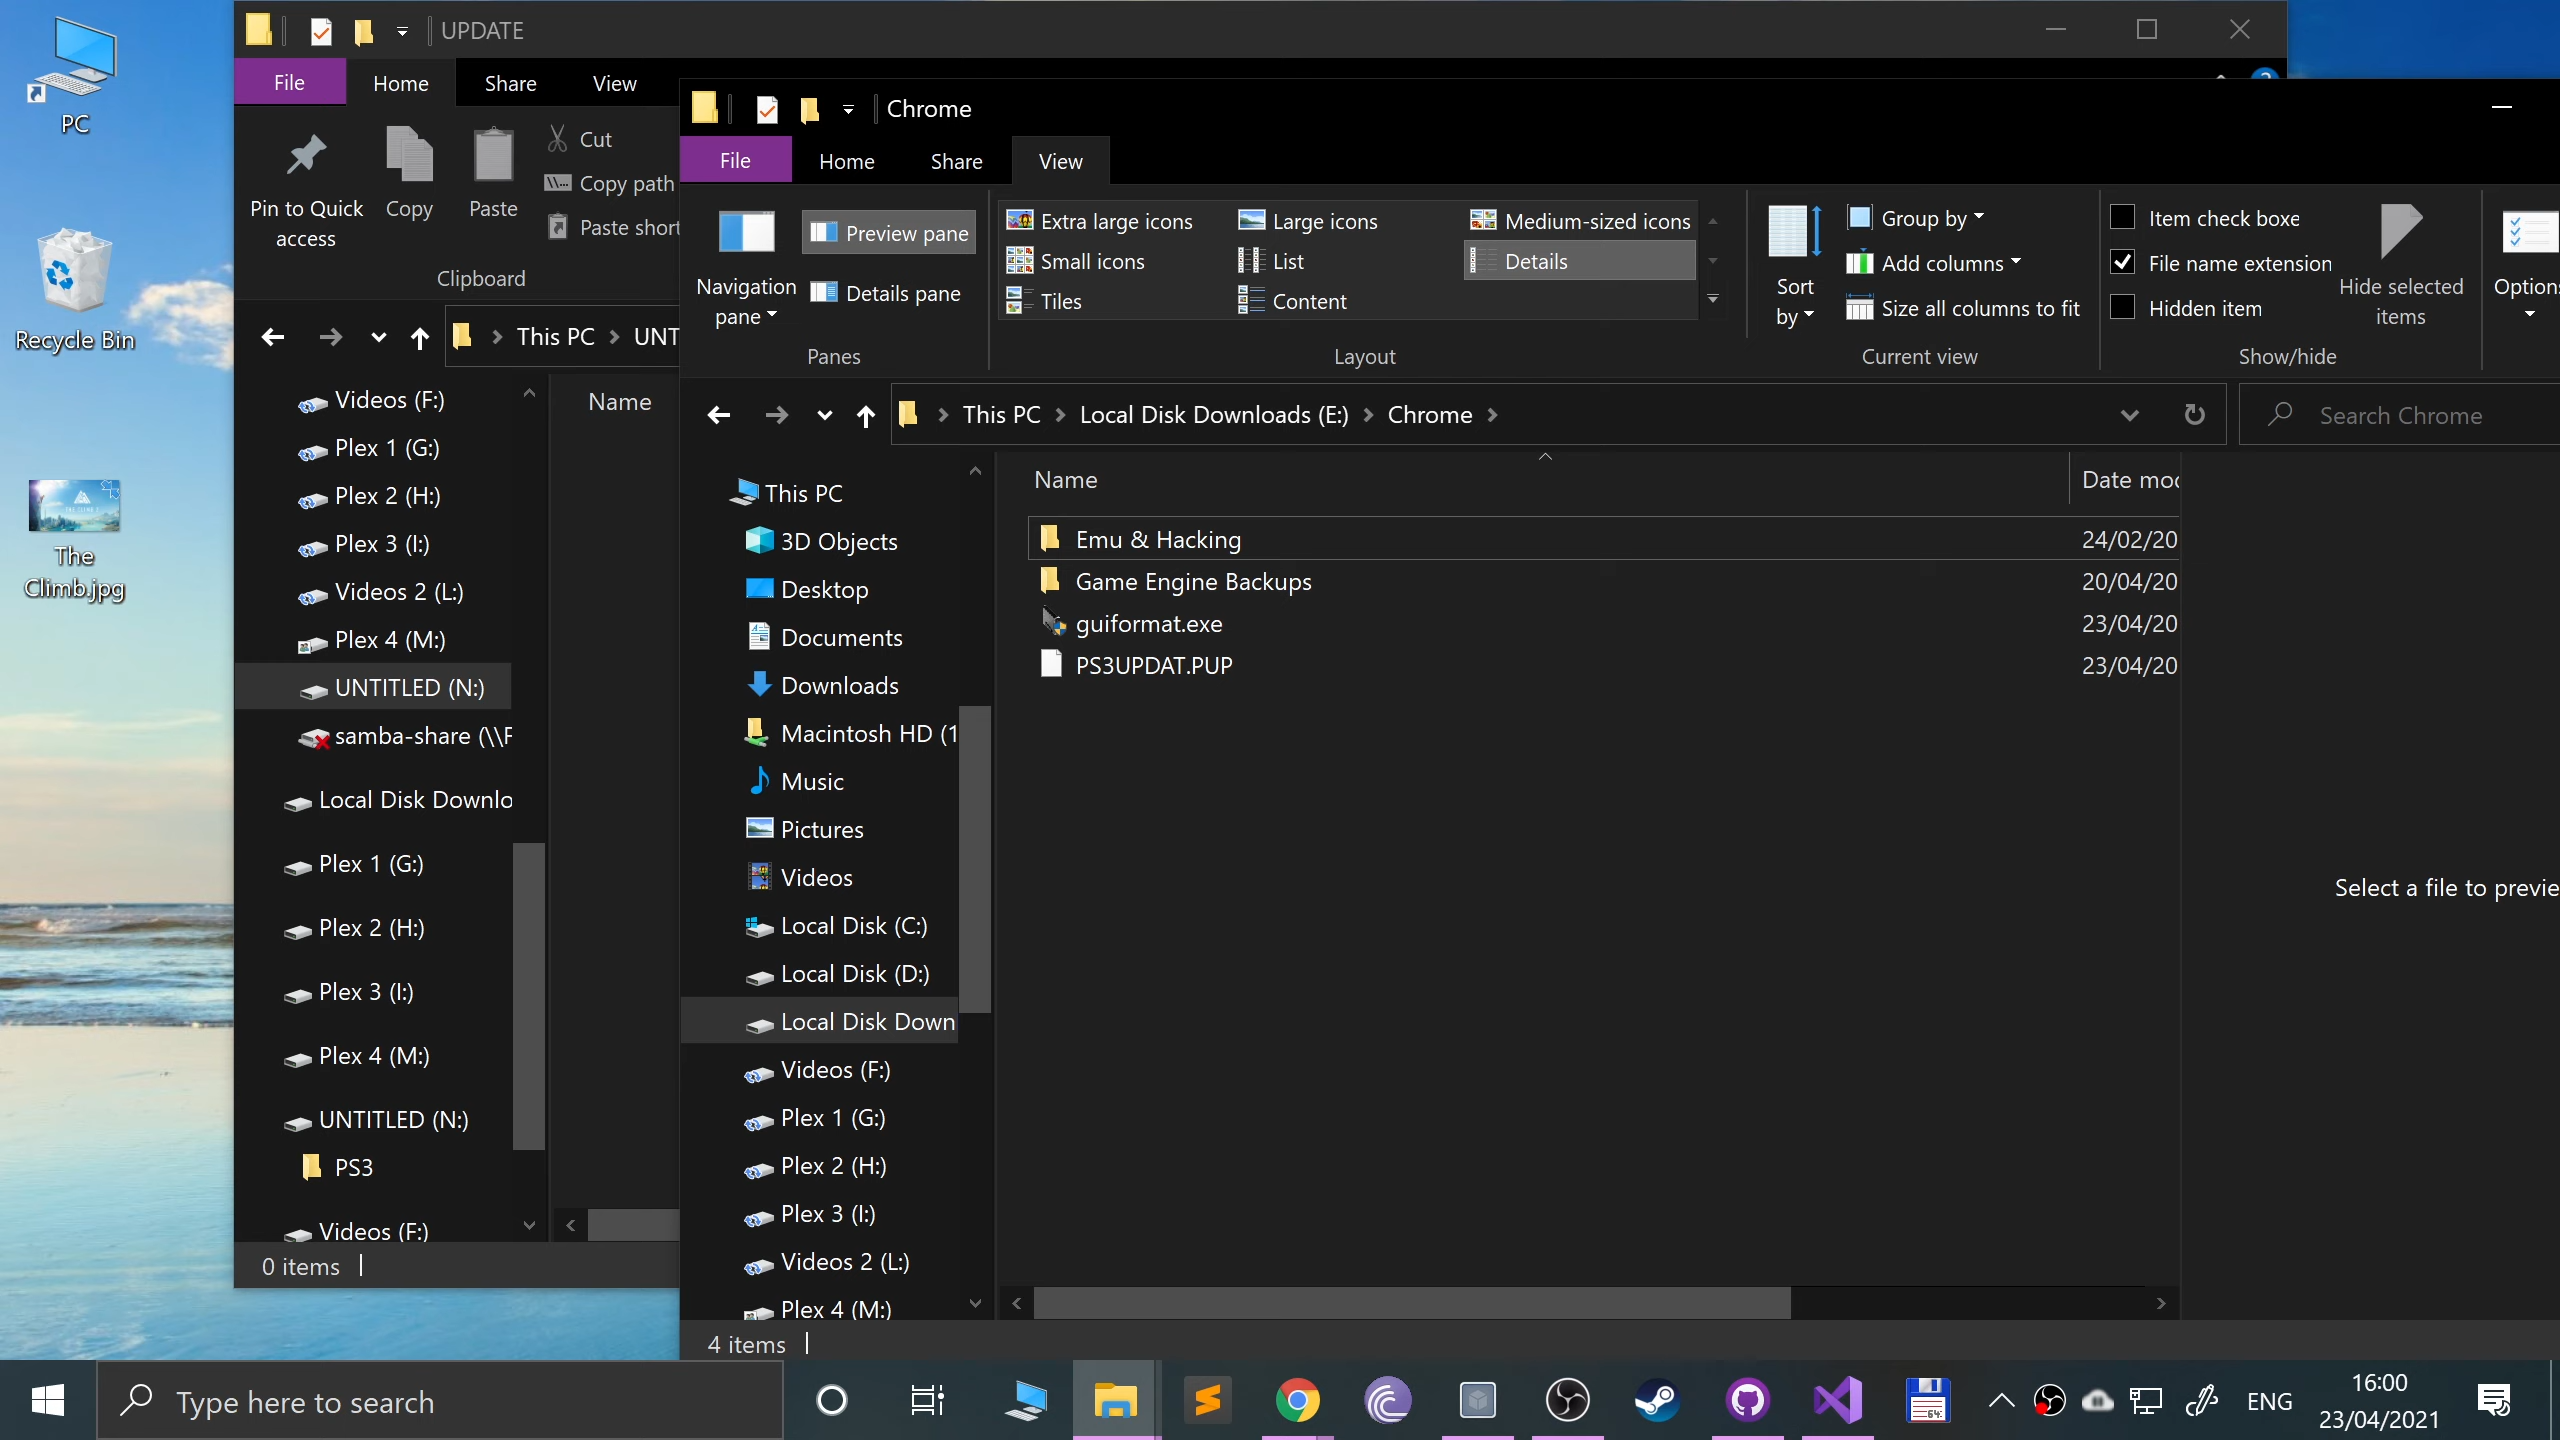 PC
Recycle Bin
The
Climb.jpg
UPDATE
File
Home
Share
View
Pin to Quick
access
Copy
Paste
Cut
Copy path
Paste short
Clipboard
This PC
UNT
Videos (F:)
Plex 1 (G:)
Plex 2 (H:)
Plex 3 (I:)
Videos 2 (L:)
Plex 4 (M:)
UNTITLED (N:)
samba-share (\\F
Local Disk Downlo
Plex 1 (G:)
Plex 2 (H:)
Plex 3 (I:)
Plex 4 (M:)
UNTITLED (N:)
PS3
Videos (F:)
Name
0 items
Chrome
File
Home
Share
View
Navigation
pane
Preview pane
Details pane
Panes
Extra large icons
Large icons
Medium-sized icons
Small icons
List
Details
Tiles
Content
Layout
Sort
by
Group by
Add columns
Size all columns to fit
Current view
Item check boxe
File name extension
Hidden item
Hide selected
items
Show/hide
Option
This PC
Local Disk Downloads (E:)
Chrome
Search Chrome
This PC
3D Objects
Desktop
Documents
Downloads
Macintosh HD (1
Music
Pictures
Videos
Local Disk (C:)
Local Disk (D:)
Local Disk Down
Videos (F:)
Plex 1 (G:)
Plex 2 (H:)
Plex 3 (I:)
Videos 2 (L:)
Plex 4 (M:)
Name
Date mod
Emu & Hacking
24/02/20
Game Engine Backups
20/04/20
guiformat.exe
23/04/20
PS3UPDAT.PUP
23/04/20
Select a file to previe
4 items
Type here to search
64
ENG
16:00
23/04/2021